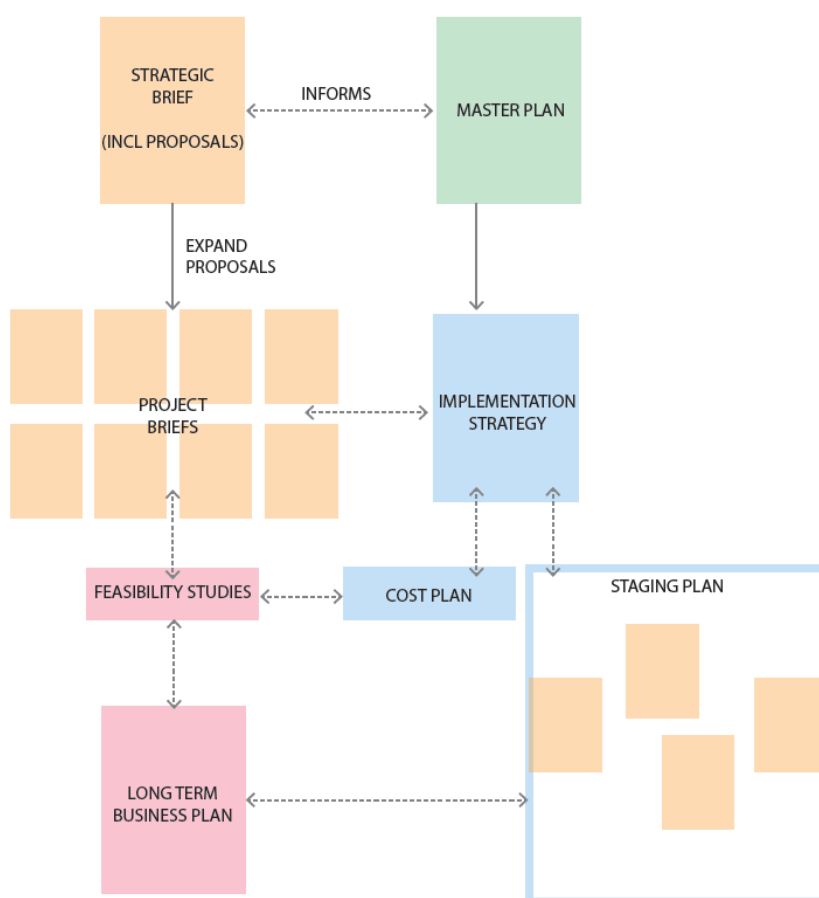 STRATEGIC
BRIEF
(INCL PROPOSALS)
INFORMS
MASTER PLAN
EXPAND
PROPOSALS
PROJECT
BRIEFS
IMPLEMENTATION
STRATEGY
FEASIBILITY STUDIES
COST PLAN
STAGING PLAN
LONG TERM
BUSINESS PLAN